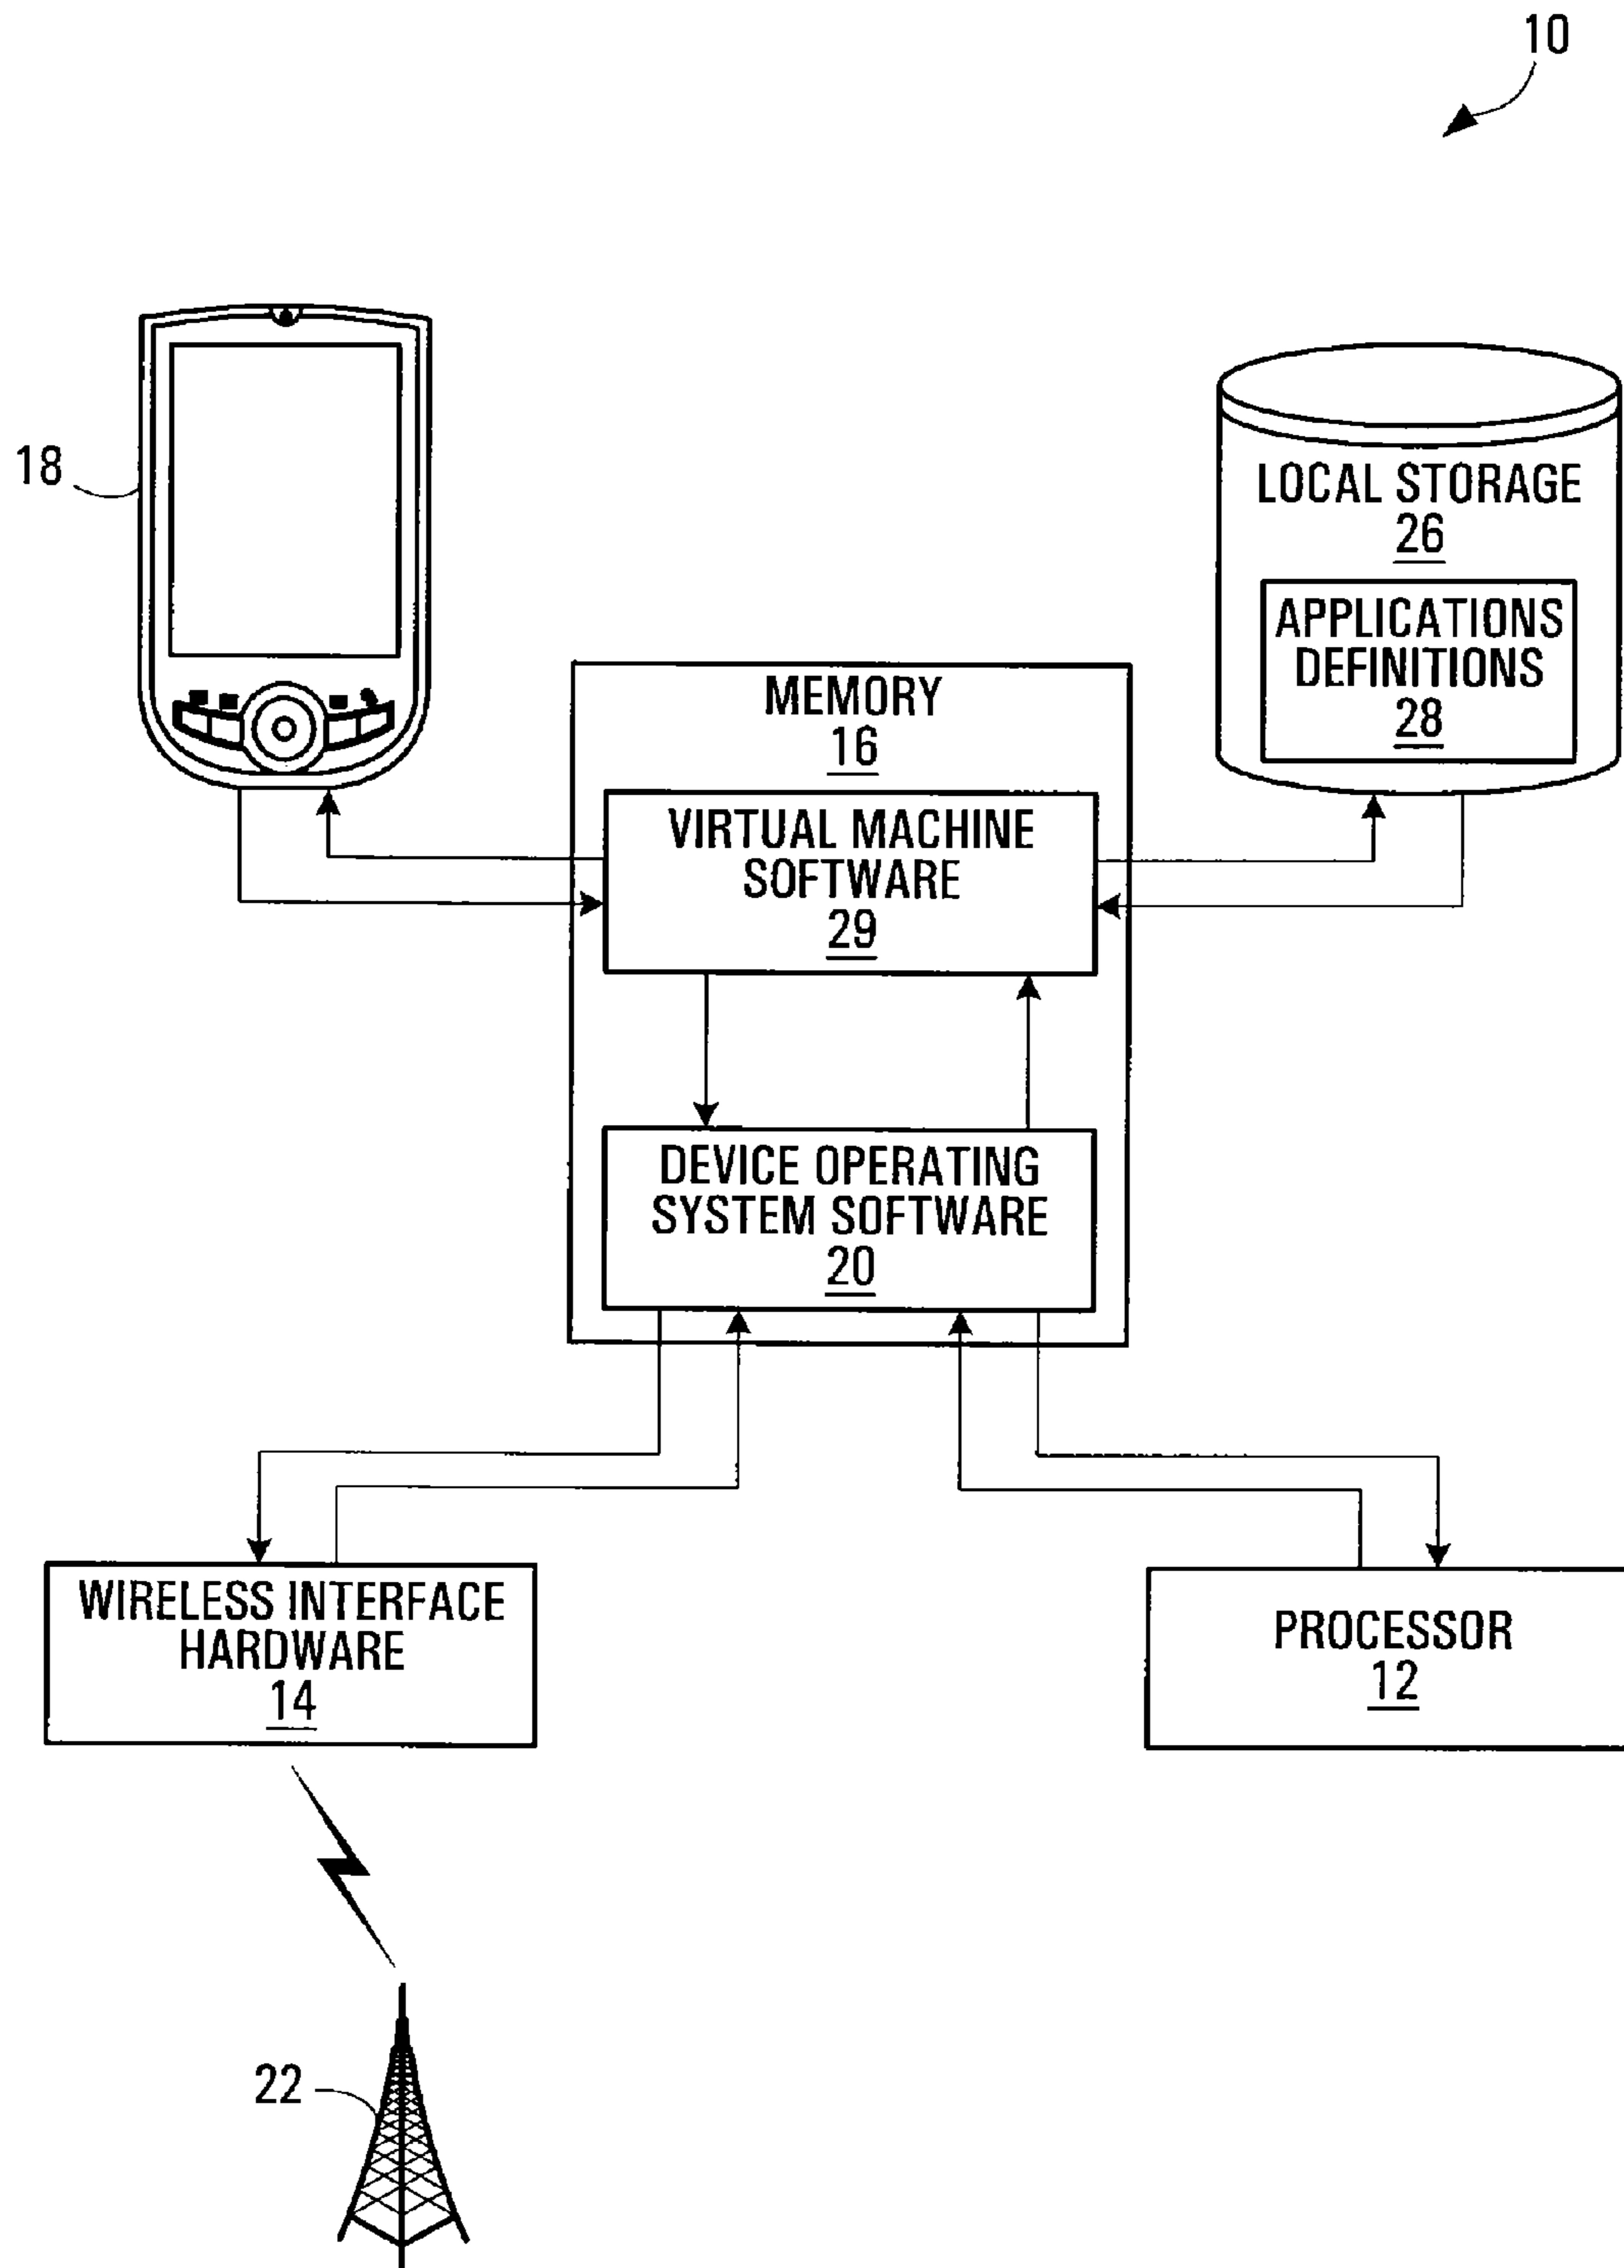 10
18
LOCAL STORAGE
26
APPLICATIONS
DEFINITIONS
28
MEMORY
16
VIRTUAL MACHINE
SOFTWARE
29
DEVICE OPERATING
SYSTEM SOFTWARE
20
WIRELESS INTERFACE
HARDWARE
14
PROCESSOR
12
22